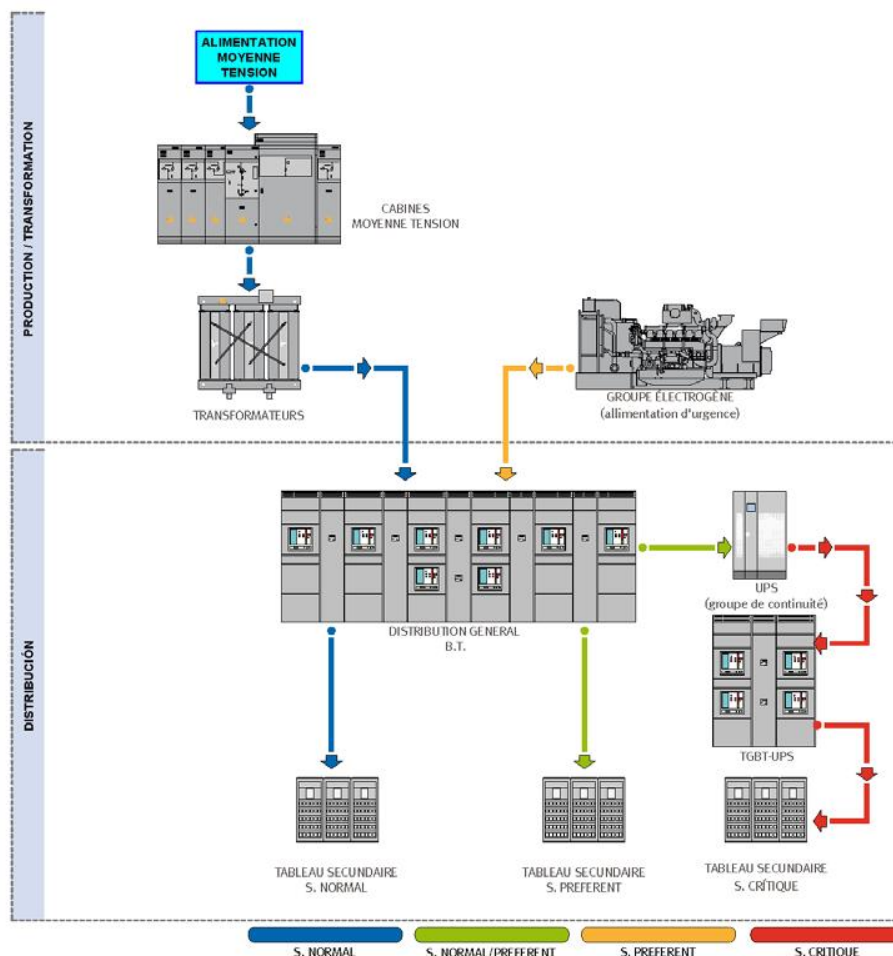 ALIMENTATION
MOYENNE
TENSION
PRODUCTION / TRANSFORMATION
CABINES
MOYENNE TENSION
TRANSFORMATEURS
GROUPE ÉLECTROGÈNE
(allimentation d'urgence)
DISTRIBUCIÓN
DISTRIBUTION GENERAL
B.T.
UPS
(groupe de continuité)
TGBT-UPS
TABLEAU SECUNDAIRE
S. NORMAL
TABLEAU SECUNDAIRE
S. PREFERENT
TABLEAU SECUNDAIRE
S. CRÍTIQUE
S. NORMAL
S. NORMAL/PREFERENT
S. PREFERENT
S. CRITIQUE